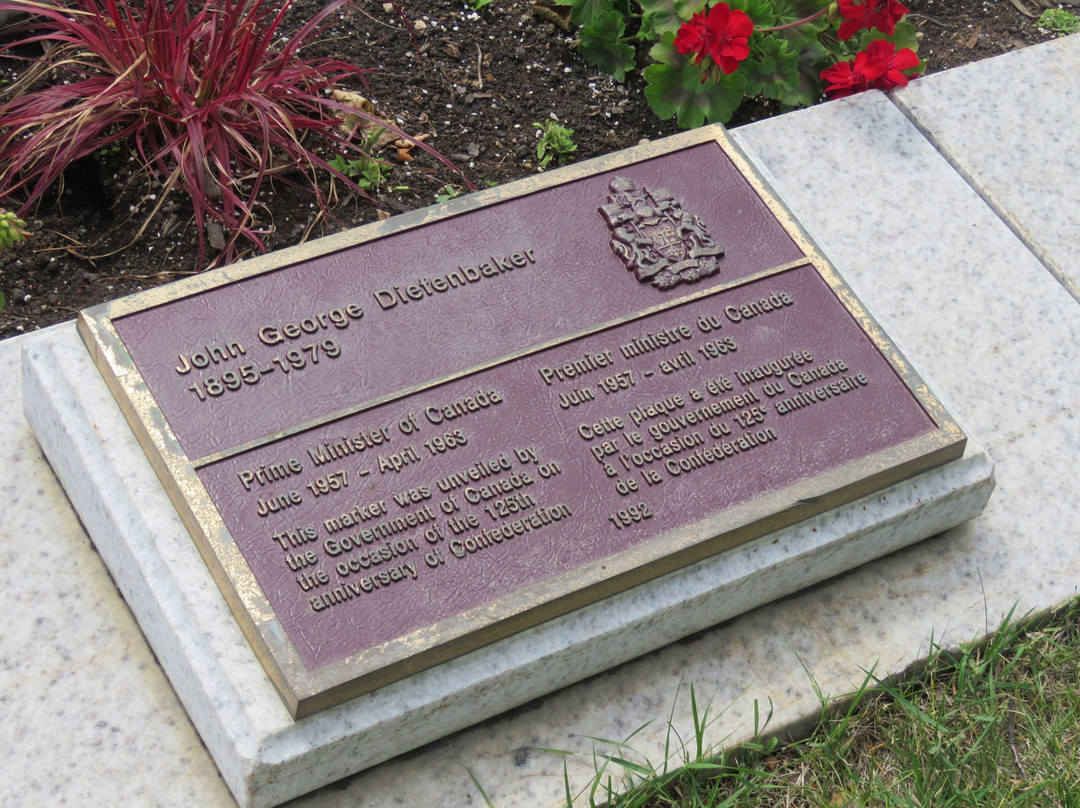 John George Diefenbaker
1895-1979
Prime Minister of Canada
June 1957 - April 1963
This marker was unveiled by
the Government of Canada on
the occasion of the 125th
anniversary of Confederation
Premier ministre du Canada
Juin 1957 - avril 1963
Cette plaque a été inaugurée
par le gouvernement du Canada
à l'occasion du 125e anniversaire
de la Confédération
1992